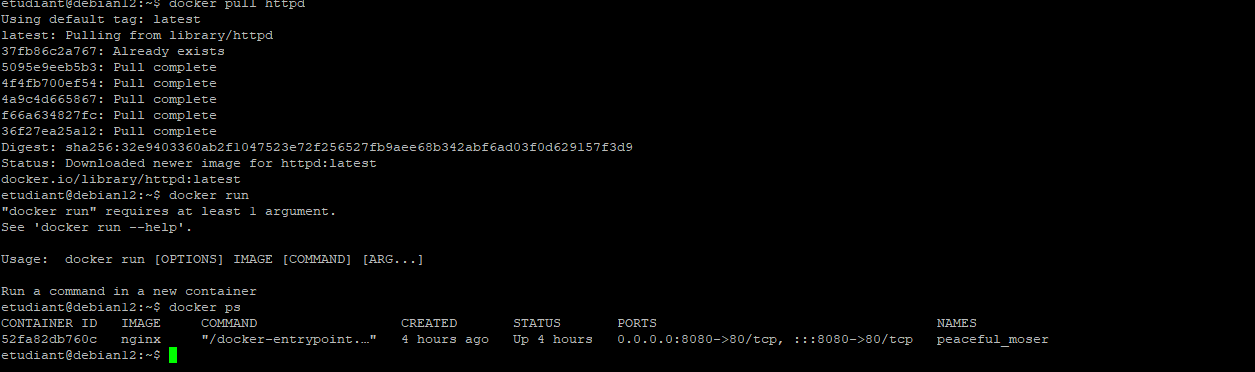 etudiant@debian12:~$ docker pull httpd
Using default tag: latest
latest: Pulling from library/httpd
37fb86c2a767: Already exists
5095e9eeb5b3: Pull complete
4f4fb700ef54: Pull complete
4a9c4d665867: Pull complete
f66a634827fc: Pull complete
36f27ea25a12: Pull complete
Digest: sha256:32e9403360ab2f1047523e72f256527fb9aee68b342abf6ad03f0d629157f3d9
Status: Downloaded newer image for httpd:latest
docker.io/library/httpd:latest
etudiant@debian12:~$ docker run
"docker run" requires at least 1 argument.
See 'docker run --help'.
Usage:  docker run [OPTIONS] IMAGE [COMMAND] [ARG...]
Run a command in a new container
etudiant@debian12:~$ docker ps
CONTAINER ID   IMAGE     COMMAND                  CREATED       STATUS       PORTS                                   NAMES
52fa82db760c   nginx     "/docker-entrypoint.…"   4 hours ago   Up 4 hours   0.0.0.0:8080->80/tcp, :::8080->80/tcp   peaceful_moser
etudiant@debian12:~$